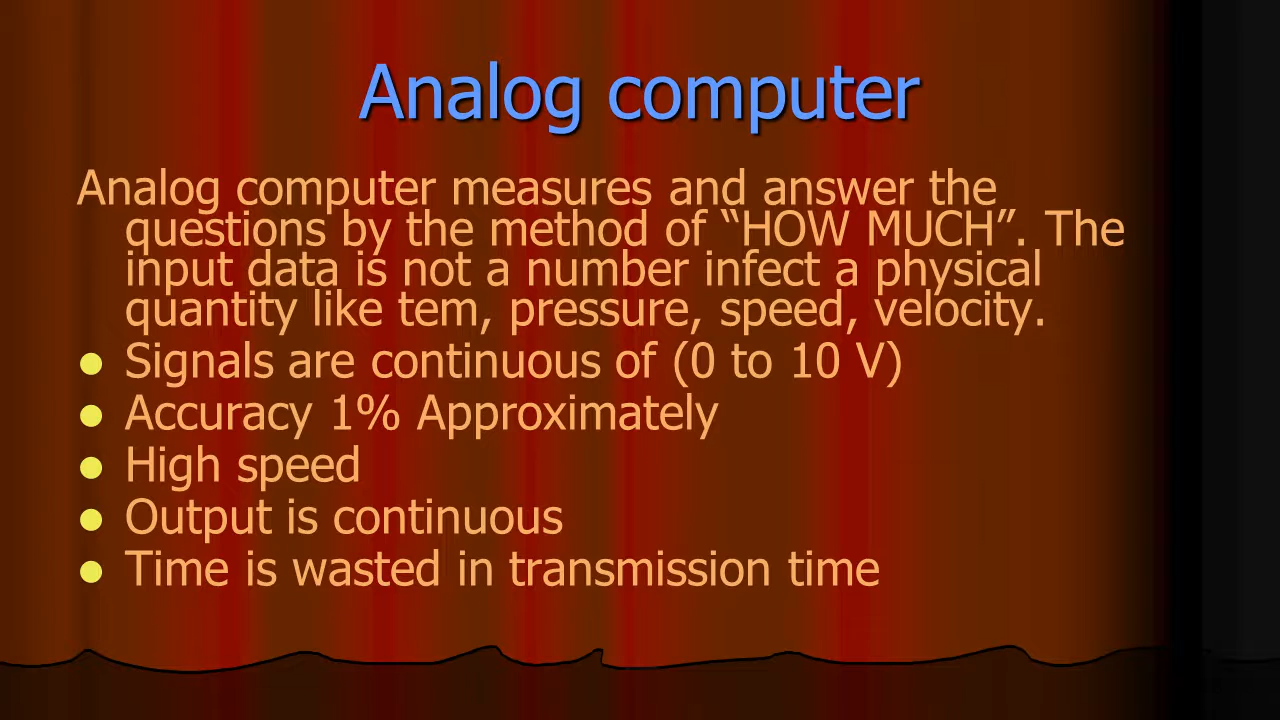 Analog computer
Analog computer measures and answer the
questions by the method of “HOW MUCH”. The
input data is not a number infect a physical
quantity like tem, pressure, speed, velocity.
Signals are continuous of (0 to 10 V)
Accuracy 1% Approximately
High speed
Output is continuous
Time is wasted in transmission time